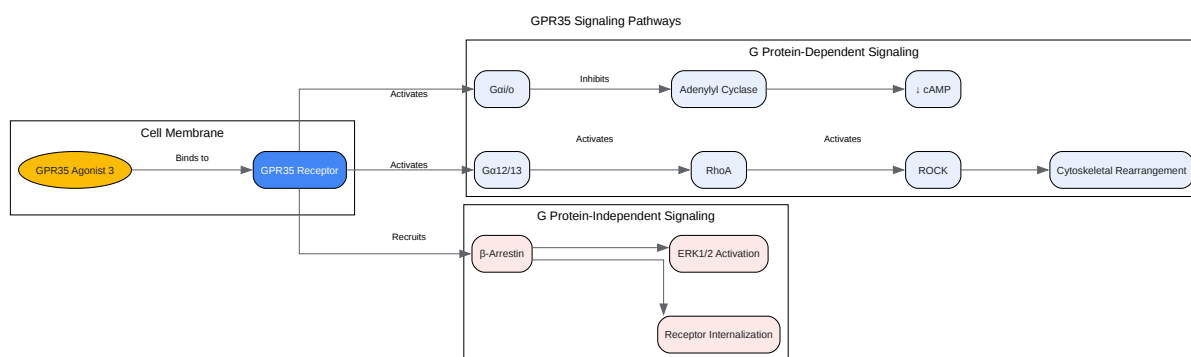 GPR35 Signaling Pathways
G Protein-Dependent Signaling
Gαi/o
Inhibits
Adenylyl Cyclase
↓ cAMP
Activates
Cell Membrane
GPR35 Agonist 3
Binds to
GPR35 Receptor
Activates
Gα12/13
Activates
RhoA
Activates
ROCK
Cytoskeletal Rearrangement
G Protein-Independent Signaling
Recruits
β-Arrestin
ERK1/2 Activation
Receptor Internalization